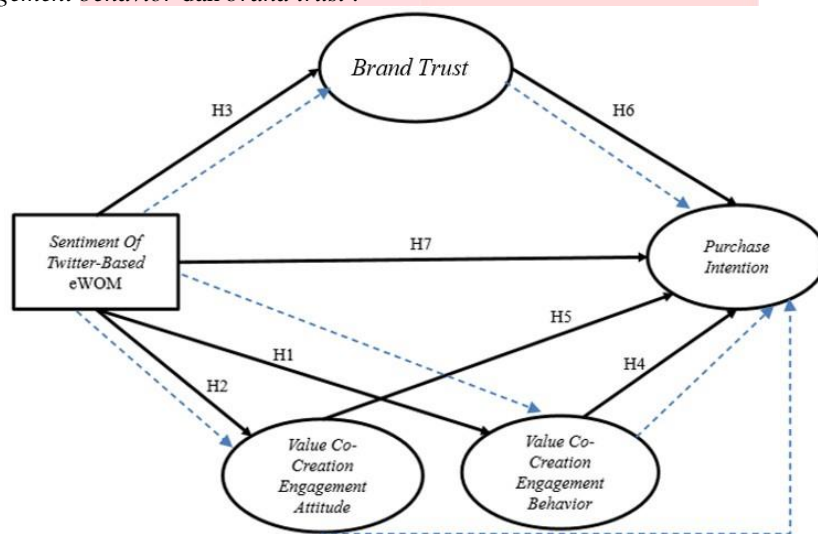 gement behavior dan brand trust .
Brand Trust
H3
H6
Sentiment Of
Twitter-Based
eWOM
H7
Purchase
Intention
H5
H1
H4
H2
Value Co-
Creation
Engagement
Attitude
Value Co-
Creation
Engagement
Behavior